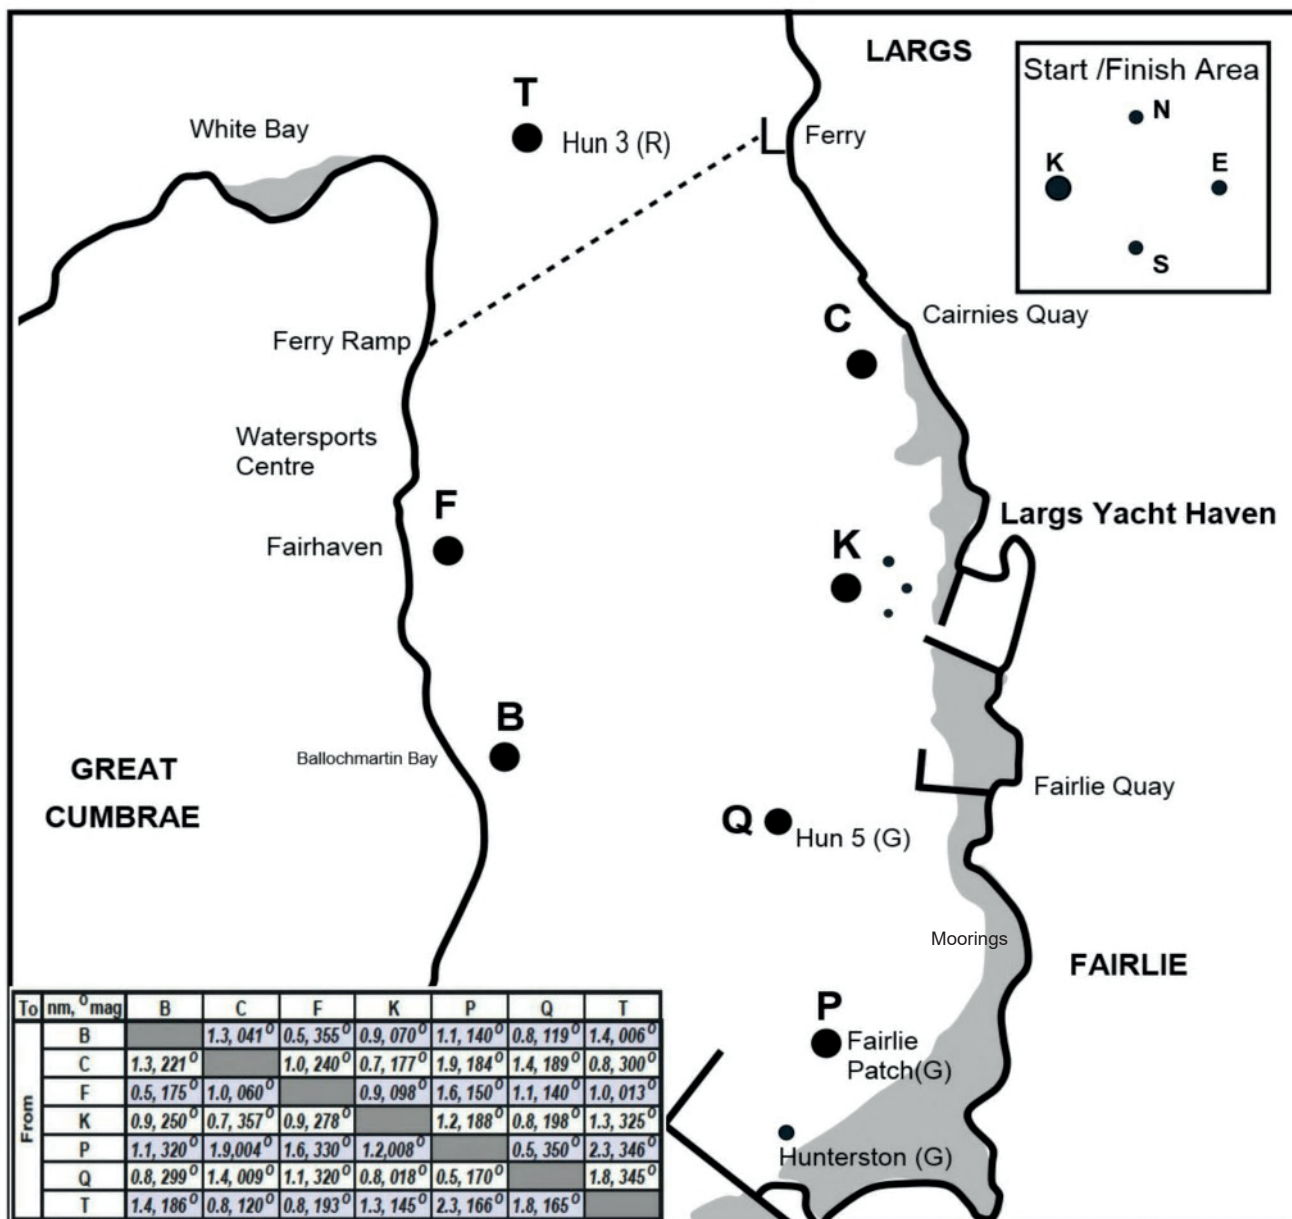 LARGS
Start /Finish Area
N
K
E
S
T
Hun 3 (R)
White Bay
Ferry
C
Cairnies Quay
Ferry Ramp
Watersports
Centre
F
Fairhaven
Largs Yacht Haven
K
B
Ballochmartin Bay
GREAT
CUMBRAE
Fairlie Quay
Q
Hun 5 (G)
Moorings
FAIRLIE
P
Fairlie
Patch(G)
Hunterston (G)
To nm, °mag B C F K P Q T
From
B 1.3, 041° 0.5, 355° 0.9, 070° 1.1, 140° 0.8, 119° 1.4, 006°
C 1.3, 221° 1.0, 240° 0.7, 177° 1.9, 184° 1.4, 189° 0.8, 300°
F 0.5, 175° 1.0, 060° 0.9, 098° 1.6, 150° 1.1, 140° 1.0, 013°
K 0.9, 250° 0.7, 357° 0.9, 278° 1.2, 188° 0.8, 198° 1.3, 325°
P 1.1, 320° 1.9,004° 1.6, 330° 1.2,008° 0.5, 350° 2.3, 346°
Q 0.8, 299° 1.4, 009° 1.1, 320° 0.8, 018° 0.5, 170° 1.8, 345°
T 1.4, 186° 0.8, 120° 0.8, 193° 1.3, 145° 2.3, 166° 1.8, 165°